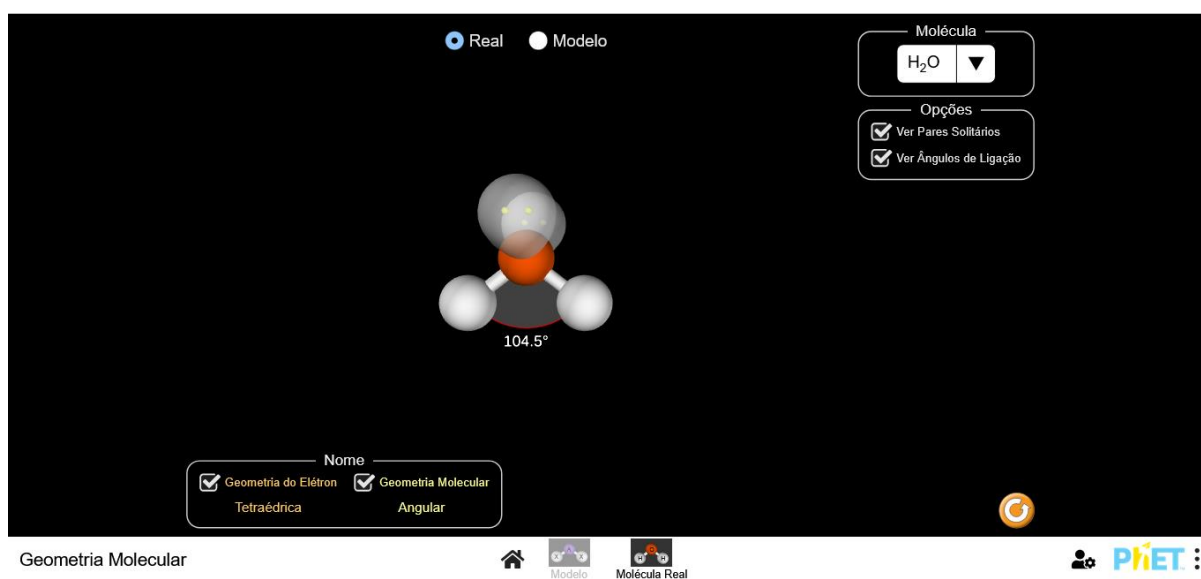 Real
Modelo
Molécula
H₂O
Opções
Ver Pares Solitários
Ver Ângulos de Ligação
104.5°
Nome
Geometria do Elétron
Geometria Molecular
Tetraédrica
Angular
Geometria Molecular
X A X
Modelo
H O H
Molécula Real
PhET